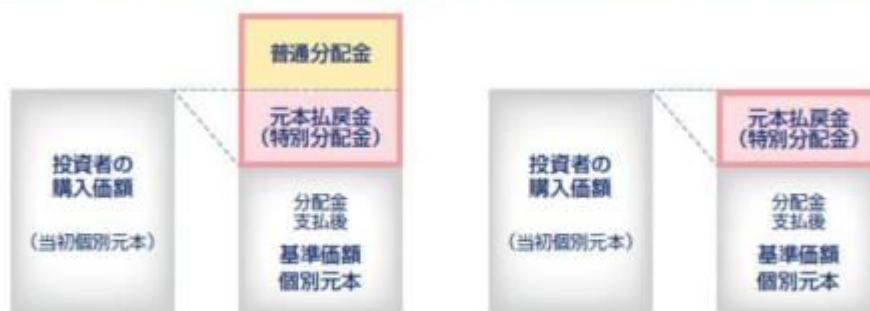 普通分配金
元本払戻金
(特別分配金)
投資者の
購入価額
(当初個別元本)
分配金
支払後
基準価額
個別元本
元本払戻金
(特別分配金)
投資者の
購入価額
(当初個別元本)
分配金
支払後
基準価額
個別元本